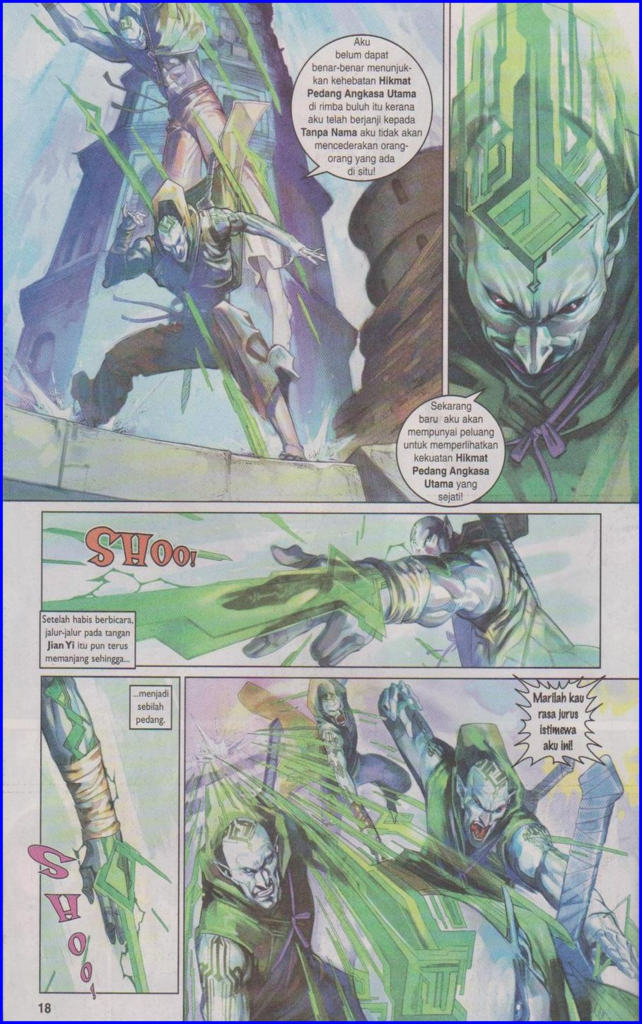 Aku
belum dapat
benar-benar menunjuk-
kan kehebatan Hikmat
Pedang Angkasa Utama
di rimba buluh itu kerana
aku telah berjanji kepada
Tanpa Nama aku tidak akan
mencederakan orang-
orang yang ada
di situ!
Sekarang
baru aku akan
mempunyai peluang
untuk memperlihatkan
kekuatan Hikmat
Pedang Angkasa
Utama yang
sejati!
SHOO!
Setelah habis berbicara,
jalur-jalur pada tangan
Jian Yi itu pun terus
memanjang sehingga...
...menjadi
sebilah
pedang.
SHOO!
Marilah kau
rasa jurus
istimewa
aku ini!
18